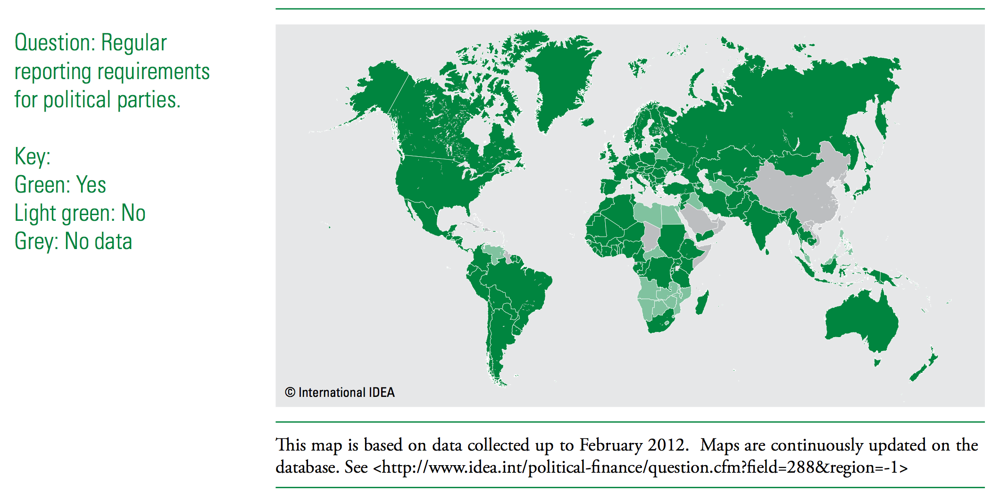 Question: Regular
reporting requirements
for political parties.
Key:
Green: Yes
Light green: No
Grey: No data
© International IDEA
This map is based on data collected up to February 2012.  Maps are continuously updated on the
database. See <http://www.idea.int/political-finance/question.cfm?field=288&region=-1>